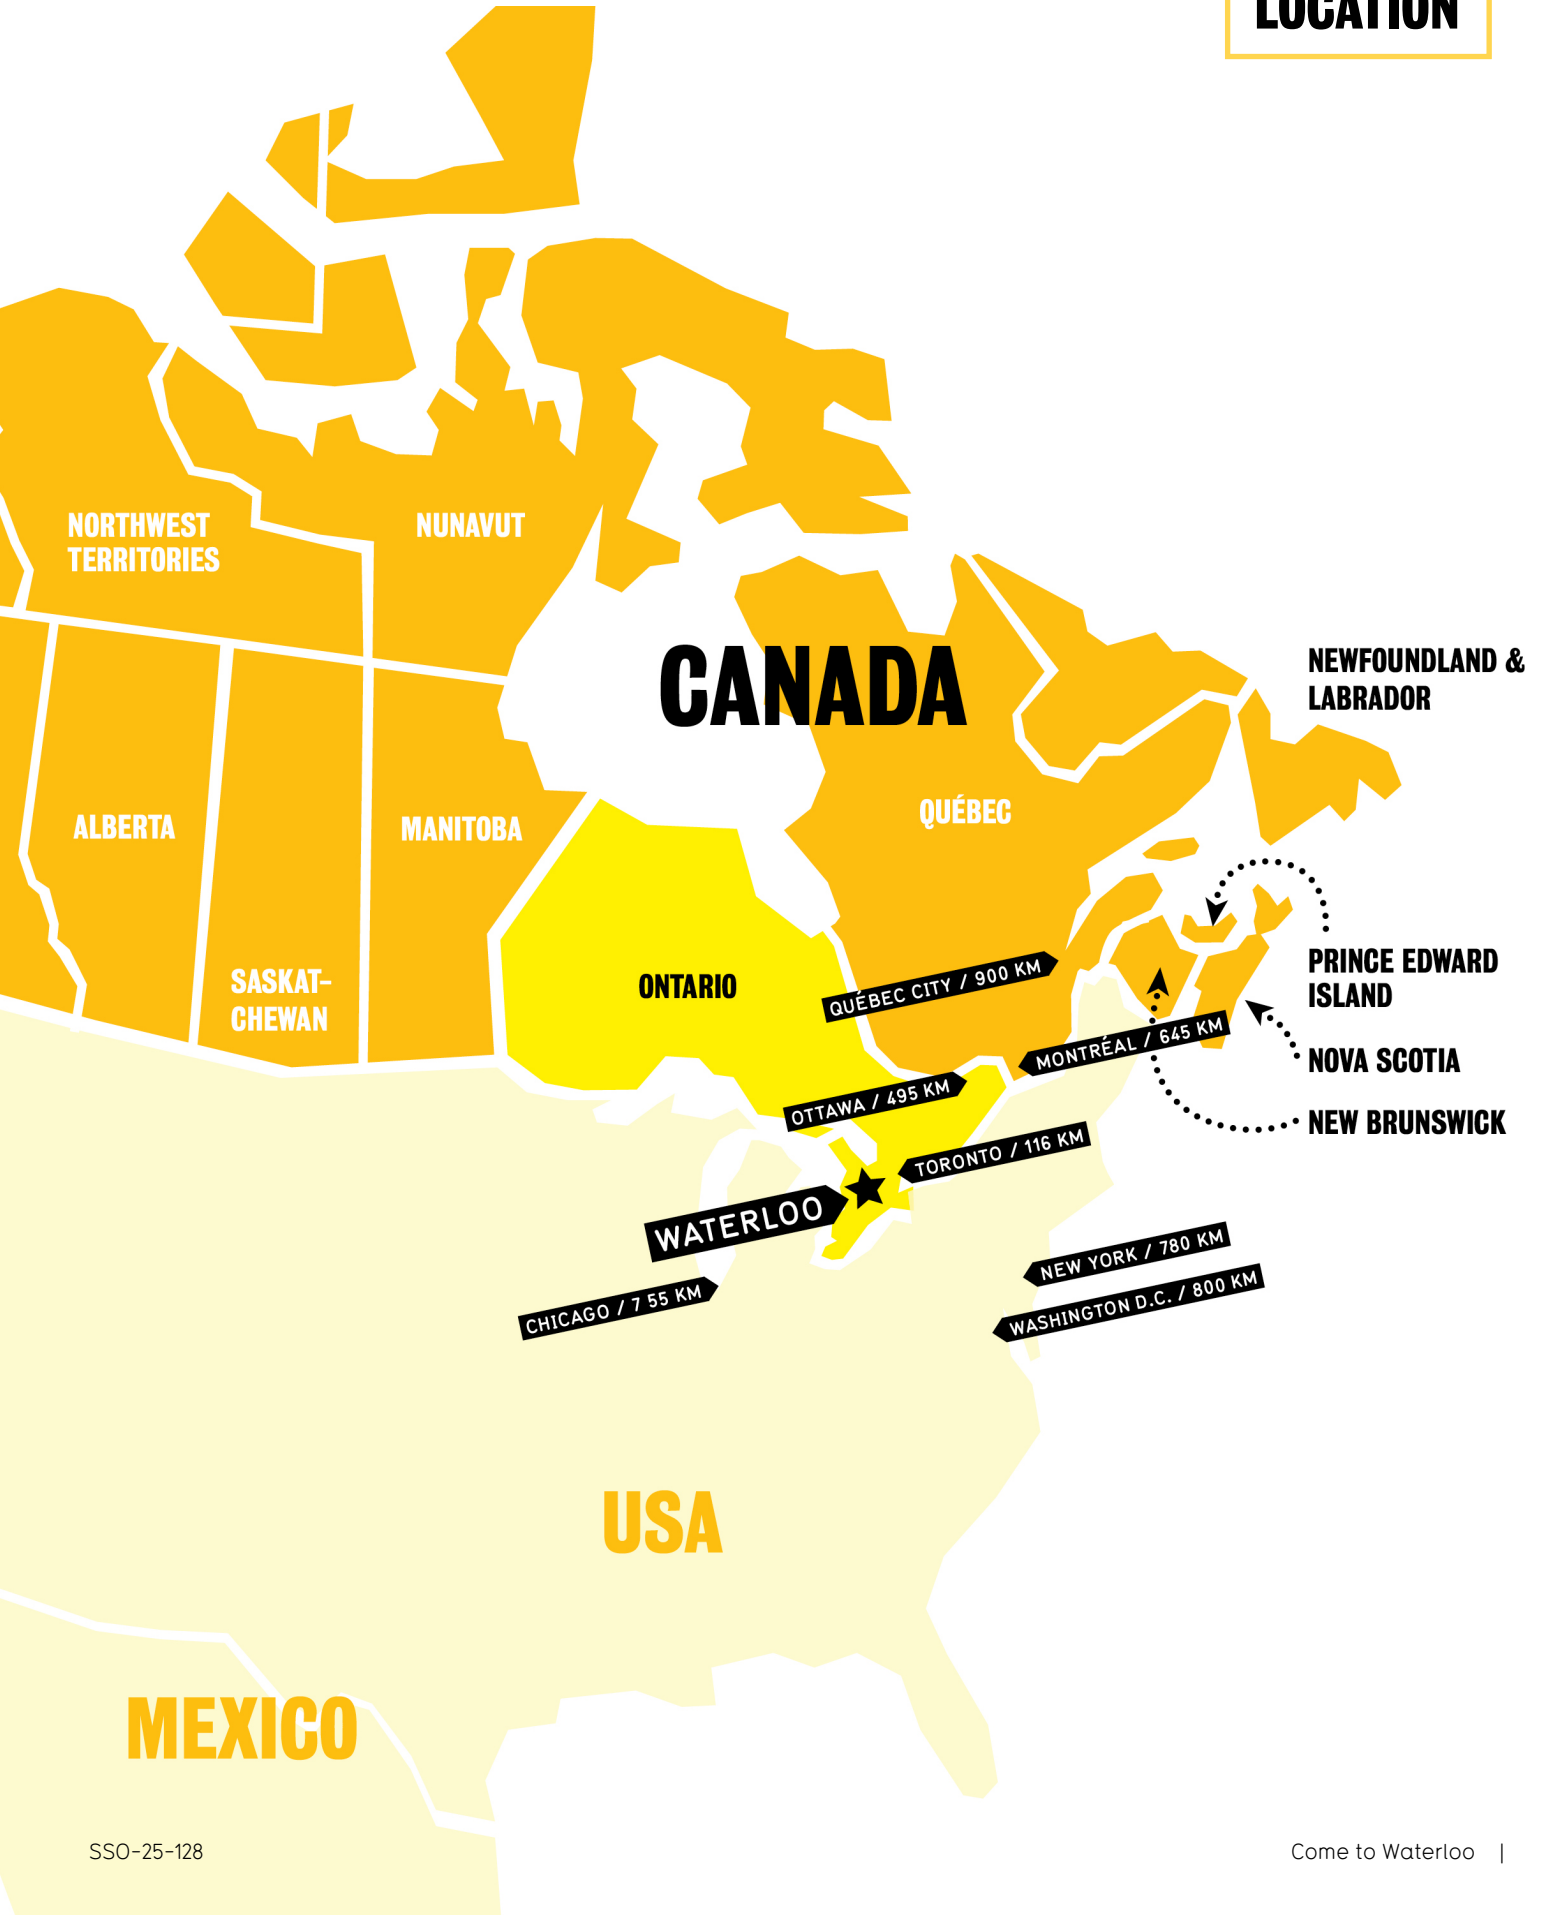 LOCATION
NORTHWEST
TERRITORIES
NUNAVUT
CANADA
NEWFOUNDLAND &
LABRADOR
ALBERTA
MANITOBA
QUÉBEC
SASKAT-
CHEWAN
ONTARIO
QUÉBEC CITY / 900 KM
PRINCE EDWARD
ISLAND
MONTRÉAL / 645 KM
NOVA SCOTIA
OTTAWA / 495 KM
NEW BRUNSWICK
TORONTO / 116 KM
WATERLOO
NEW YORK / 780 KM
CHICAGO / 7 55 KM
WASHINGTON D.C. / 800 KM
USA
MEXICO
SSO-25-128
Come to Waterloo |